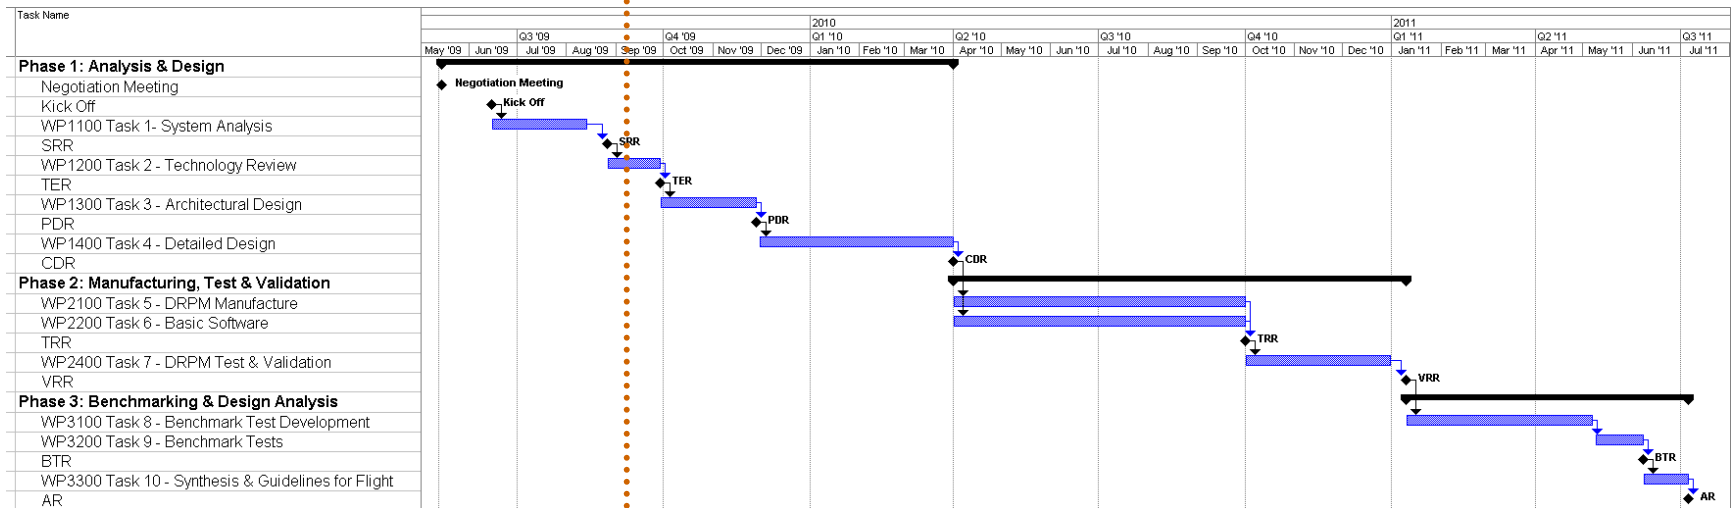 Task Name
2010 2011
Q3 '09 Q4 '09 Q1 '10 Q2 '10 Q3 '10 Q4 '10 Q1 '11 Q2 '11 Q3 '11
May '09 Jun '09 Jul '09 Aug '09 Sep '09 Oct '09 Nov '09 Dec '09 Jan '10 Feb '10 Mar '10 Apr '10 May '10 Jun '10 Jul '10 Aug '10 Sep '10 Oct '10 Nov '10 Dec '10 Jan '11 Feb '11 Mar '11 Apr '11 May '11 Jun '11 Jul '11
Phase 1: Analysis & Design
Negotiation Meeting Negotiation Meeting
Kick Off Kick Off
WP1100 Task 1- System Analysis
SRR SRR
WP1200 Task 2 - Technology Review
TER TER
WP1300 Task 3 - Architectural Design
PDR PDR
WP1400 Task 4 - Detailed Design
CDR CDR
Phase 2: Manufacturing, Test & Validation
WP2100 Task 5 - DRPM Manufacture
WP2200 Task 6 - Basic Software
TRR TRR
WP2400 Task 7 - DRPM Test & Validation
VRR VRR
Phase 3: Benchmarking & Design Analysis
WP3100 Task 8 - Benchmark Test Development
WP3200 Task 9 - Benchmark Tests
BTR BTR
WP3300 Task 10 - Synthesis & Guidelines for Flight
AR AR